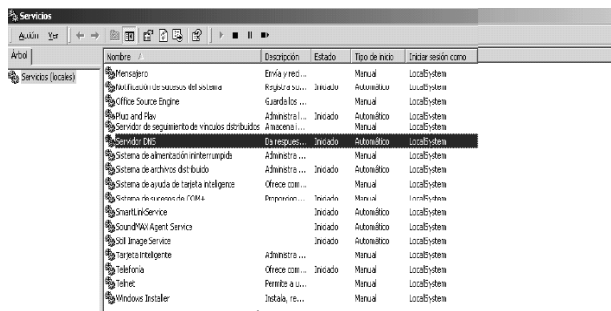 Servicios
Acción Ver
Árbol
Servicios (locales)
Nombre Descripción Estado Tipo de inicio Iniciar sesión como
Mensajero Envía y reci... Manual LocalSystem
Notificación de sucesos del sistema Registra su... Iniciado Automático LocalSystem
Office Source Engine Guarda los ... Manual LocalSystem
Plug and Play Administra l... Iniciado Automático LocalSystem
Servidor de seguimiento de vínculos distribuidos Almacena i... Manual LocalSystem
Servidor DNS Da respues... Iniciado Automático LocalSystem
Sistema de alimentación ininterrumpida Administra ... Manual LocalSystem
Sistema de archivos distribuido Administra ... Iniciado Automático LocalSystem
Sistema de ayuda de tarjeta inteligente Ofrece com... Manual LocalSystem
Sistema de sucesos de COM+ Proporcion... Iniciado Manual LocalSystem
SmartLinkService Iniciado Automático LocalSystem
SoundMAX Agent Service Iniciado Automático LocalSystem
Still Image Service Iniciado Automático LocalSystem
Tarjeta inteligente Administra ... Manual LocalSystem
Telefonía Ofrece com... Iniciado Manual LocalSystem
Telnet Permite a u... Manual LocalSystem
Windows Installer Instala, re... Manual LocalSystem